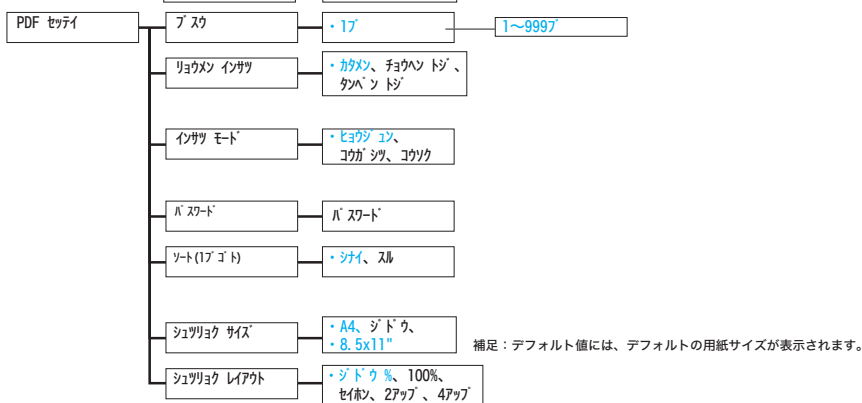 PDF セッテイ
ブスウ
・1ブ
1～999ブ
リョウメン インサツ
・カタメン、チョウヘン トジ、
タンペン トジ
インサツ モード
・ヒョウジュン、
コウガシツ、コウソク
パスワード
パスワード
ソート(1ブゴト)
・シナイ、スル
シュツリョク サイズ
・A4、ジドウ、
・8.5x11"
補足：デフォルト値には、デフォルトの用紙サイズが表示されます。
シュツリョク レイアウト
・ジドウ %、100%、
セイホン、2アップ、4アップ